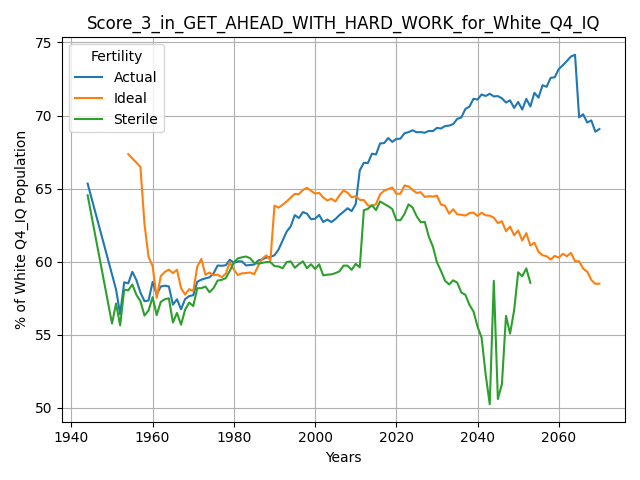 Score_3_in_GET_AHEAD_WITH_HARD_WORK_for_White_Q4_IQ
Fertility
Actual
Ideal
Sterile
% of White Q4_IQ Population
75
70
65
60
55
50
1940
1960
1980
2000
2020
2040
2060
Years